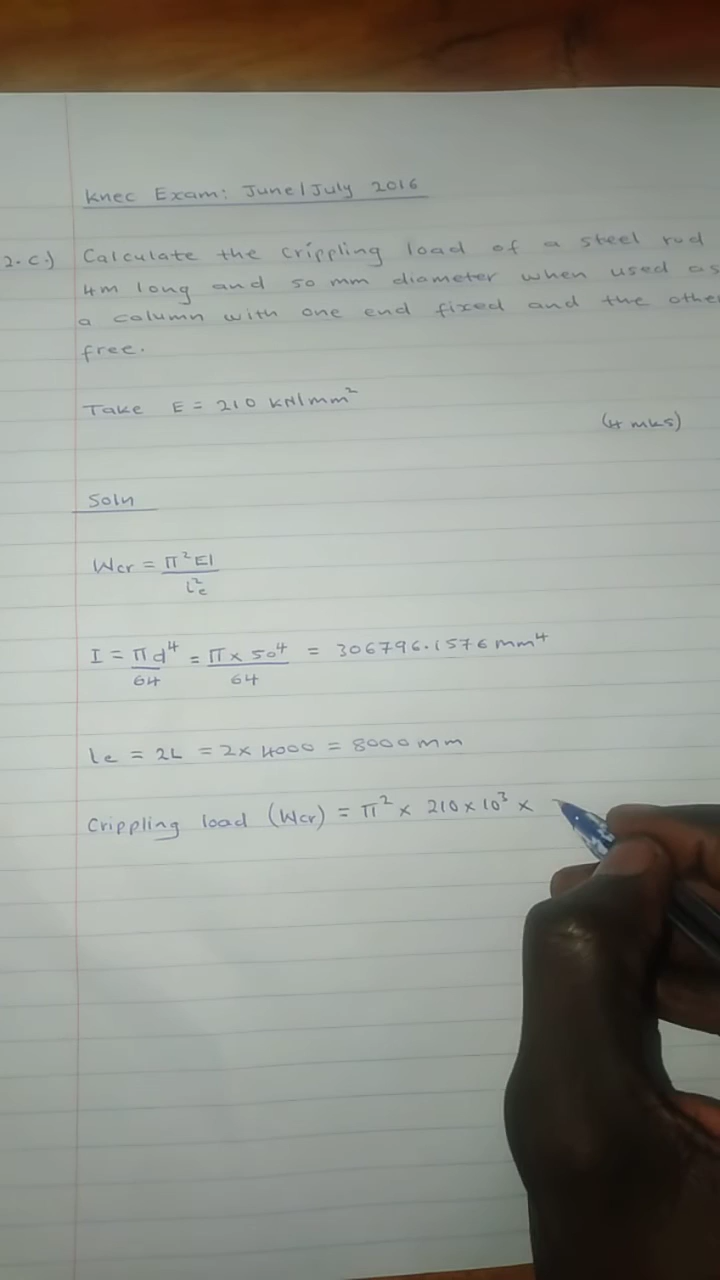 Knec Exam: June/July 2016
2.c.) Calculate the crippling load of a steel rod
4m long and 50 mm diameter when used as
a column with one end fixed and the other
free.
Take E = 210 kN/mm²
(4 mks)
Soln
Wcr = π²EI / le²
I = πd⁴/64 = π × 50⁴/64 = 306796.1576 mm⁴
le = 2L = 2 × 4000 = 8000 mm
Crippling load (Wcr) = π² × 210 × 10³ ×